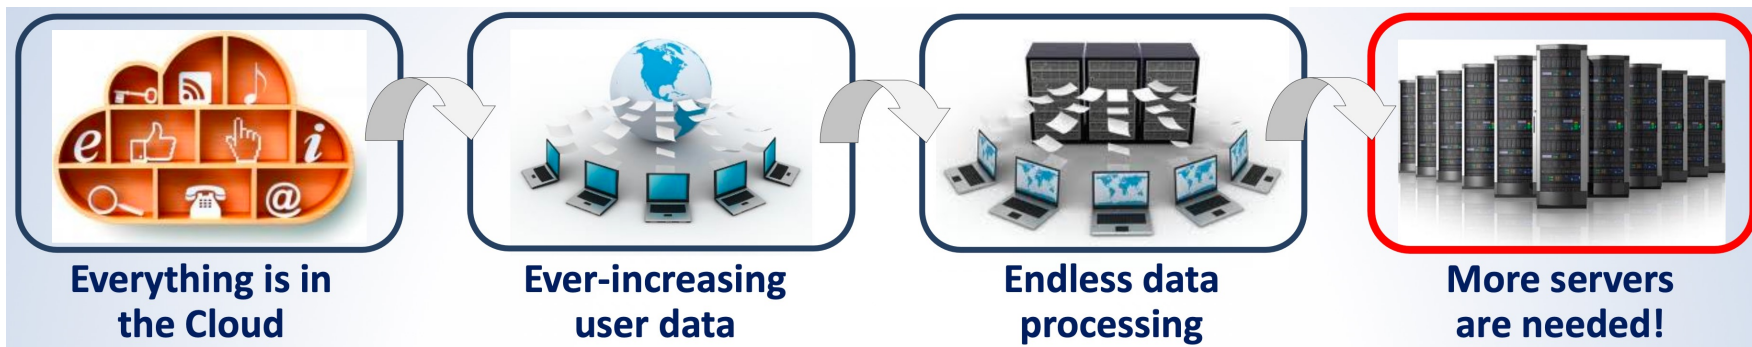 e
i
@
Everything is in
the Cloud
Ever-increasing
user data
Endless data
processing
More servers
are needed!